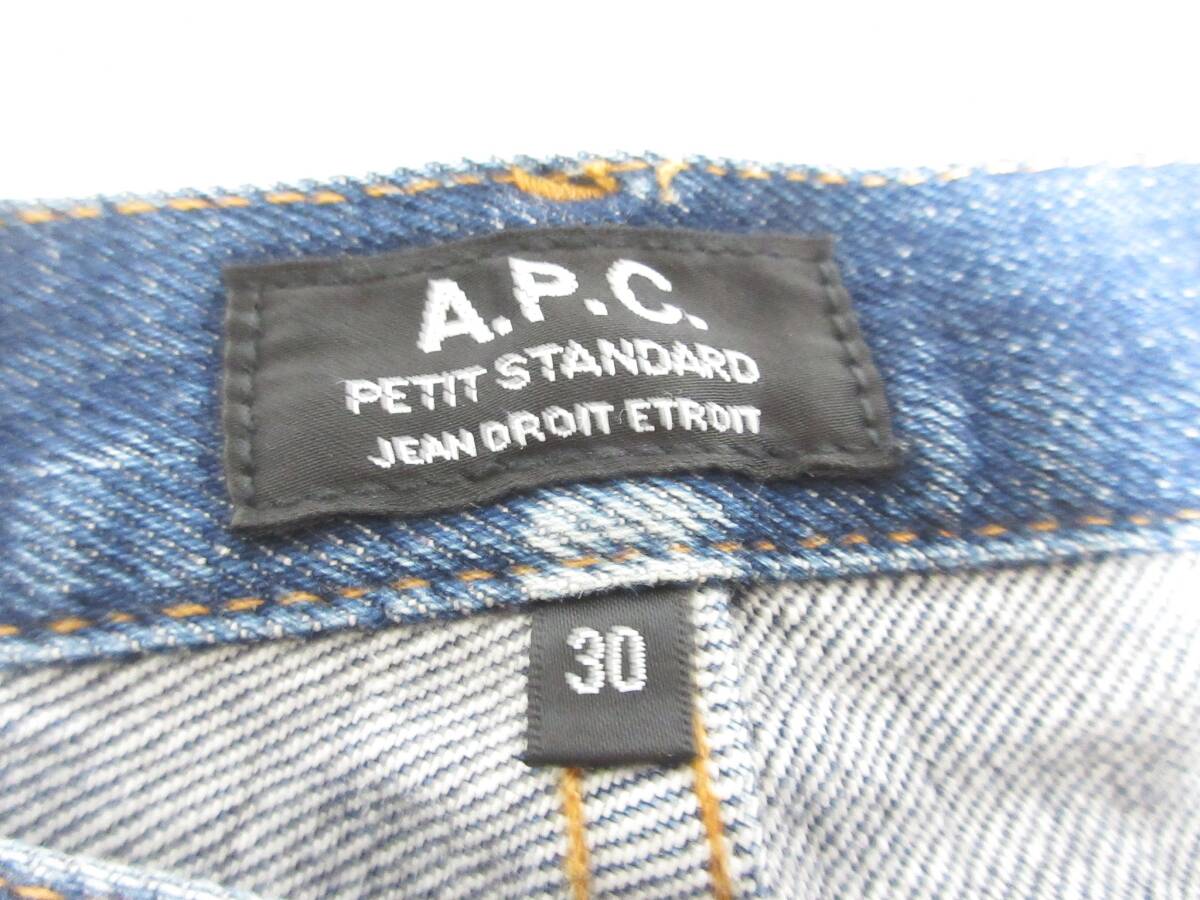 A.P.C.
PETIT STANDARD
JEAN DROIT ETROIT
30